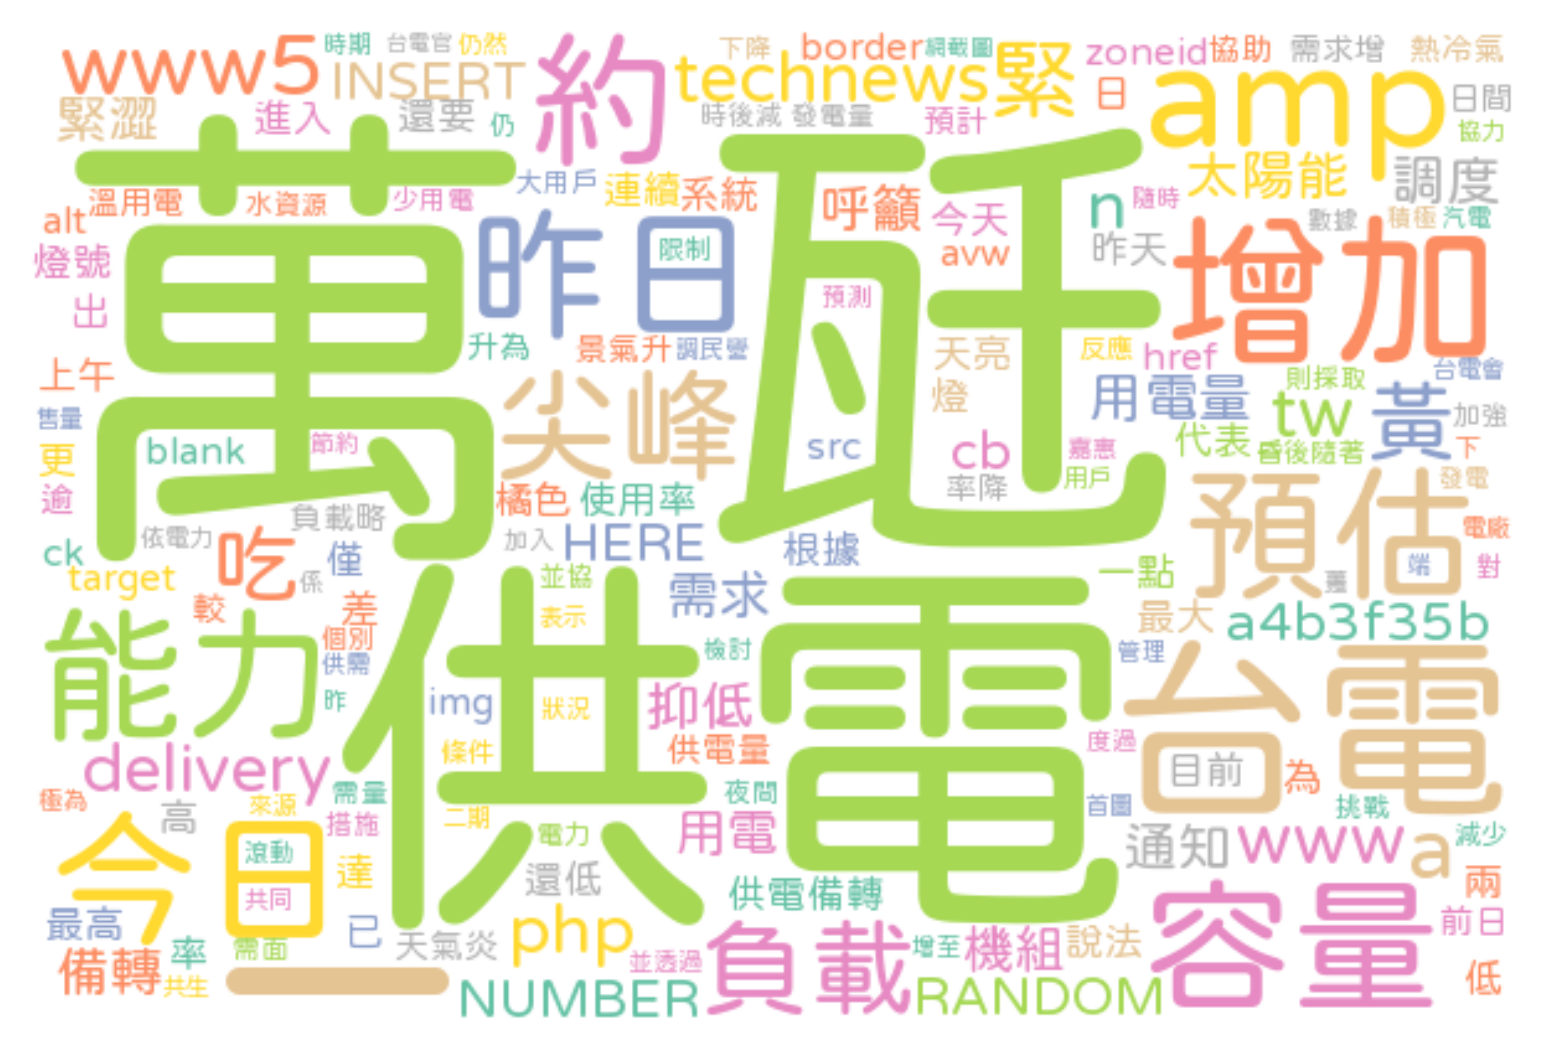 www5
時期
台電官
仍然
INSERT
約
下降
border
網截圖
technews
緊
zoneid
協助
需求增
熱冷氣
amp
日
日間
協力
緊澀
進入
還要
仍
時後減
發電量
預計
太陽能
調度
萬
瓩
大用戶
連續
系統
呼籲
今天
n
隨時
數據
積極
汽電
alt
溫用電
水資源
少用電
昨日
限制
avw
昨天
增加
燈號
出
預測
升為
景氣升
調民營
天亮
反應
href
台電會
上午
尖峰
燈
用電量
則採取
tw
黃
加強
售量
更
blank
節約
src
cb
嘉惠
代表
昏後隨著
下
逾
橘色
使用率
率降
用戶
預估
發電
負載略
依電力
吃
僅
加入
HERE
根據
電廠
ck
target
係
並協
需求
一點
端
對
較
差
表示
最大
a4b3f35b
能力
個別
供需
昨
供電
檢討
管理
台電
img
狀況
抑低
delivery
條件
供電量
度過
目前
為
極為
高
來源
需量
措施
二期
夜間
首圖
挑戰
今日
滾動
達
電力
用電
通知
www
a
減少
共同
還低
供電備轉
兩
最高
已
天氣炎
php
負載
容量
前日
備轉
率
需面
並透過
增至
機組
說法
共生
一
NUMBER
RANDOM
低